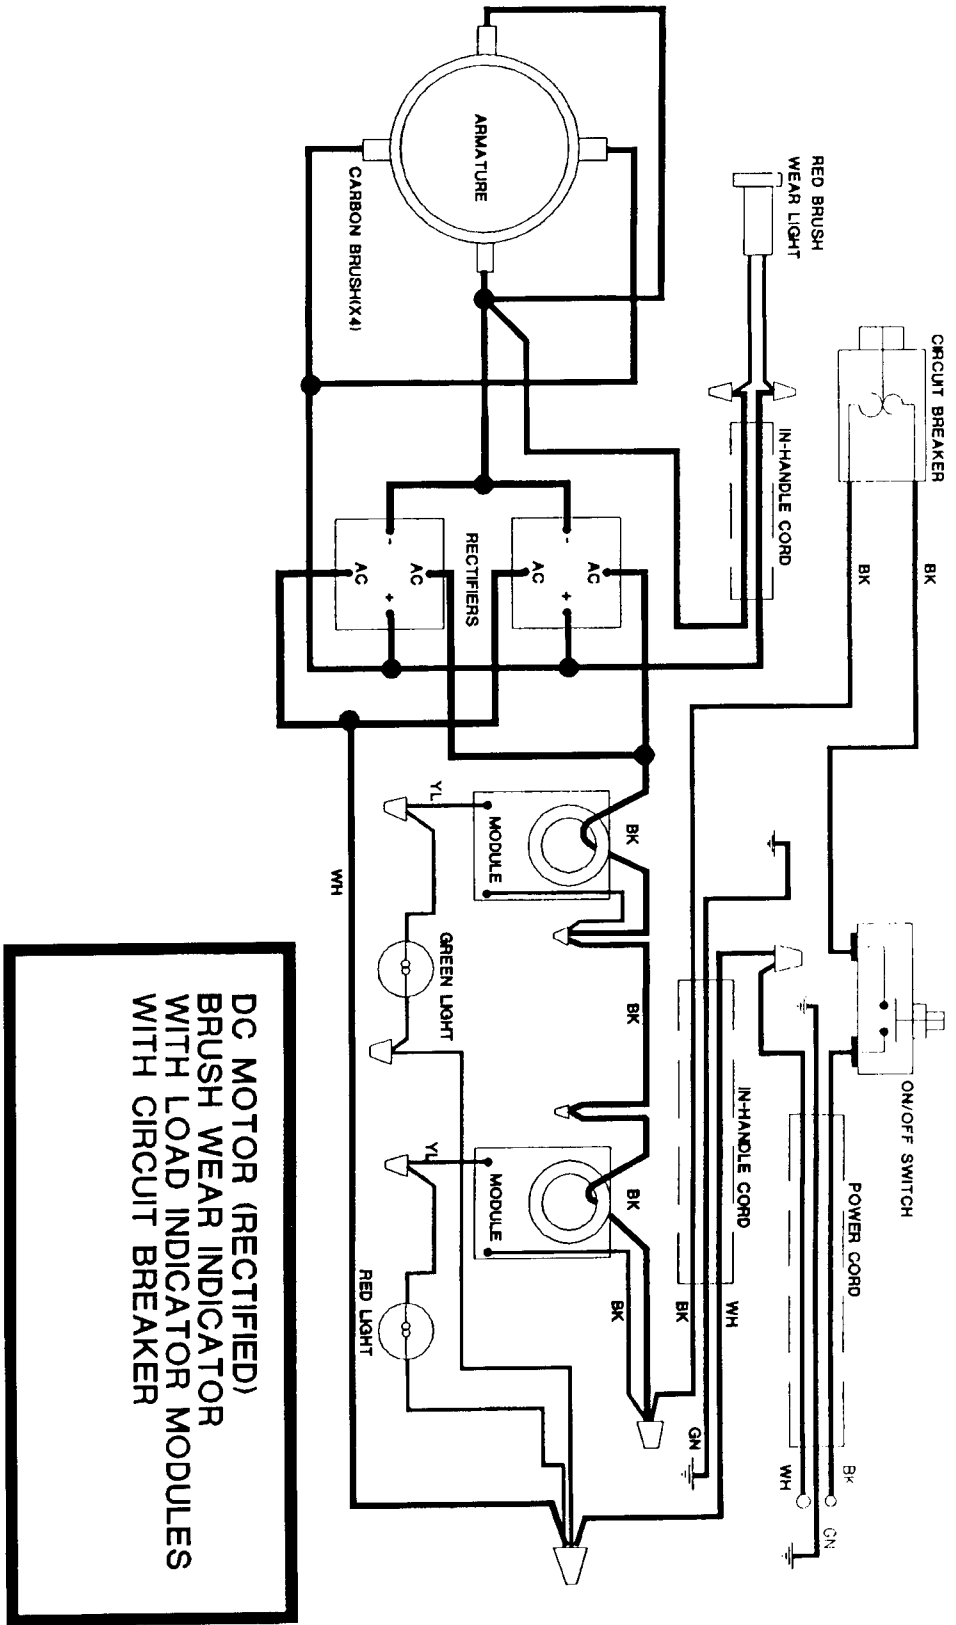 RED BRUSH
WEAR LIGHT
CIRCUIT BREAKER
ARMATURE
CARBON BRUSH(X4)
IN-HANDLE CORD
BK
BK
RECTIFIERS
-
AC
AC
+
-
AC
AC
+
YL
MODULE
BK
WH
GREEN LIGHT
BK
ON/OFF SWITCH
IN-HANDLE CORD
POWER CORD
YL
MODULE
BK
RED LIGHT
BK
BK
WH
GN
WH
BK
GN
DC MOTOR (RECTIFIED)
BRUSH WEAR INDICATOR
WITH LOAD INDICATOR MODULES
WITH CIRCUIT BREAKER